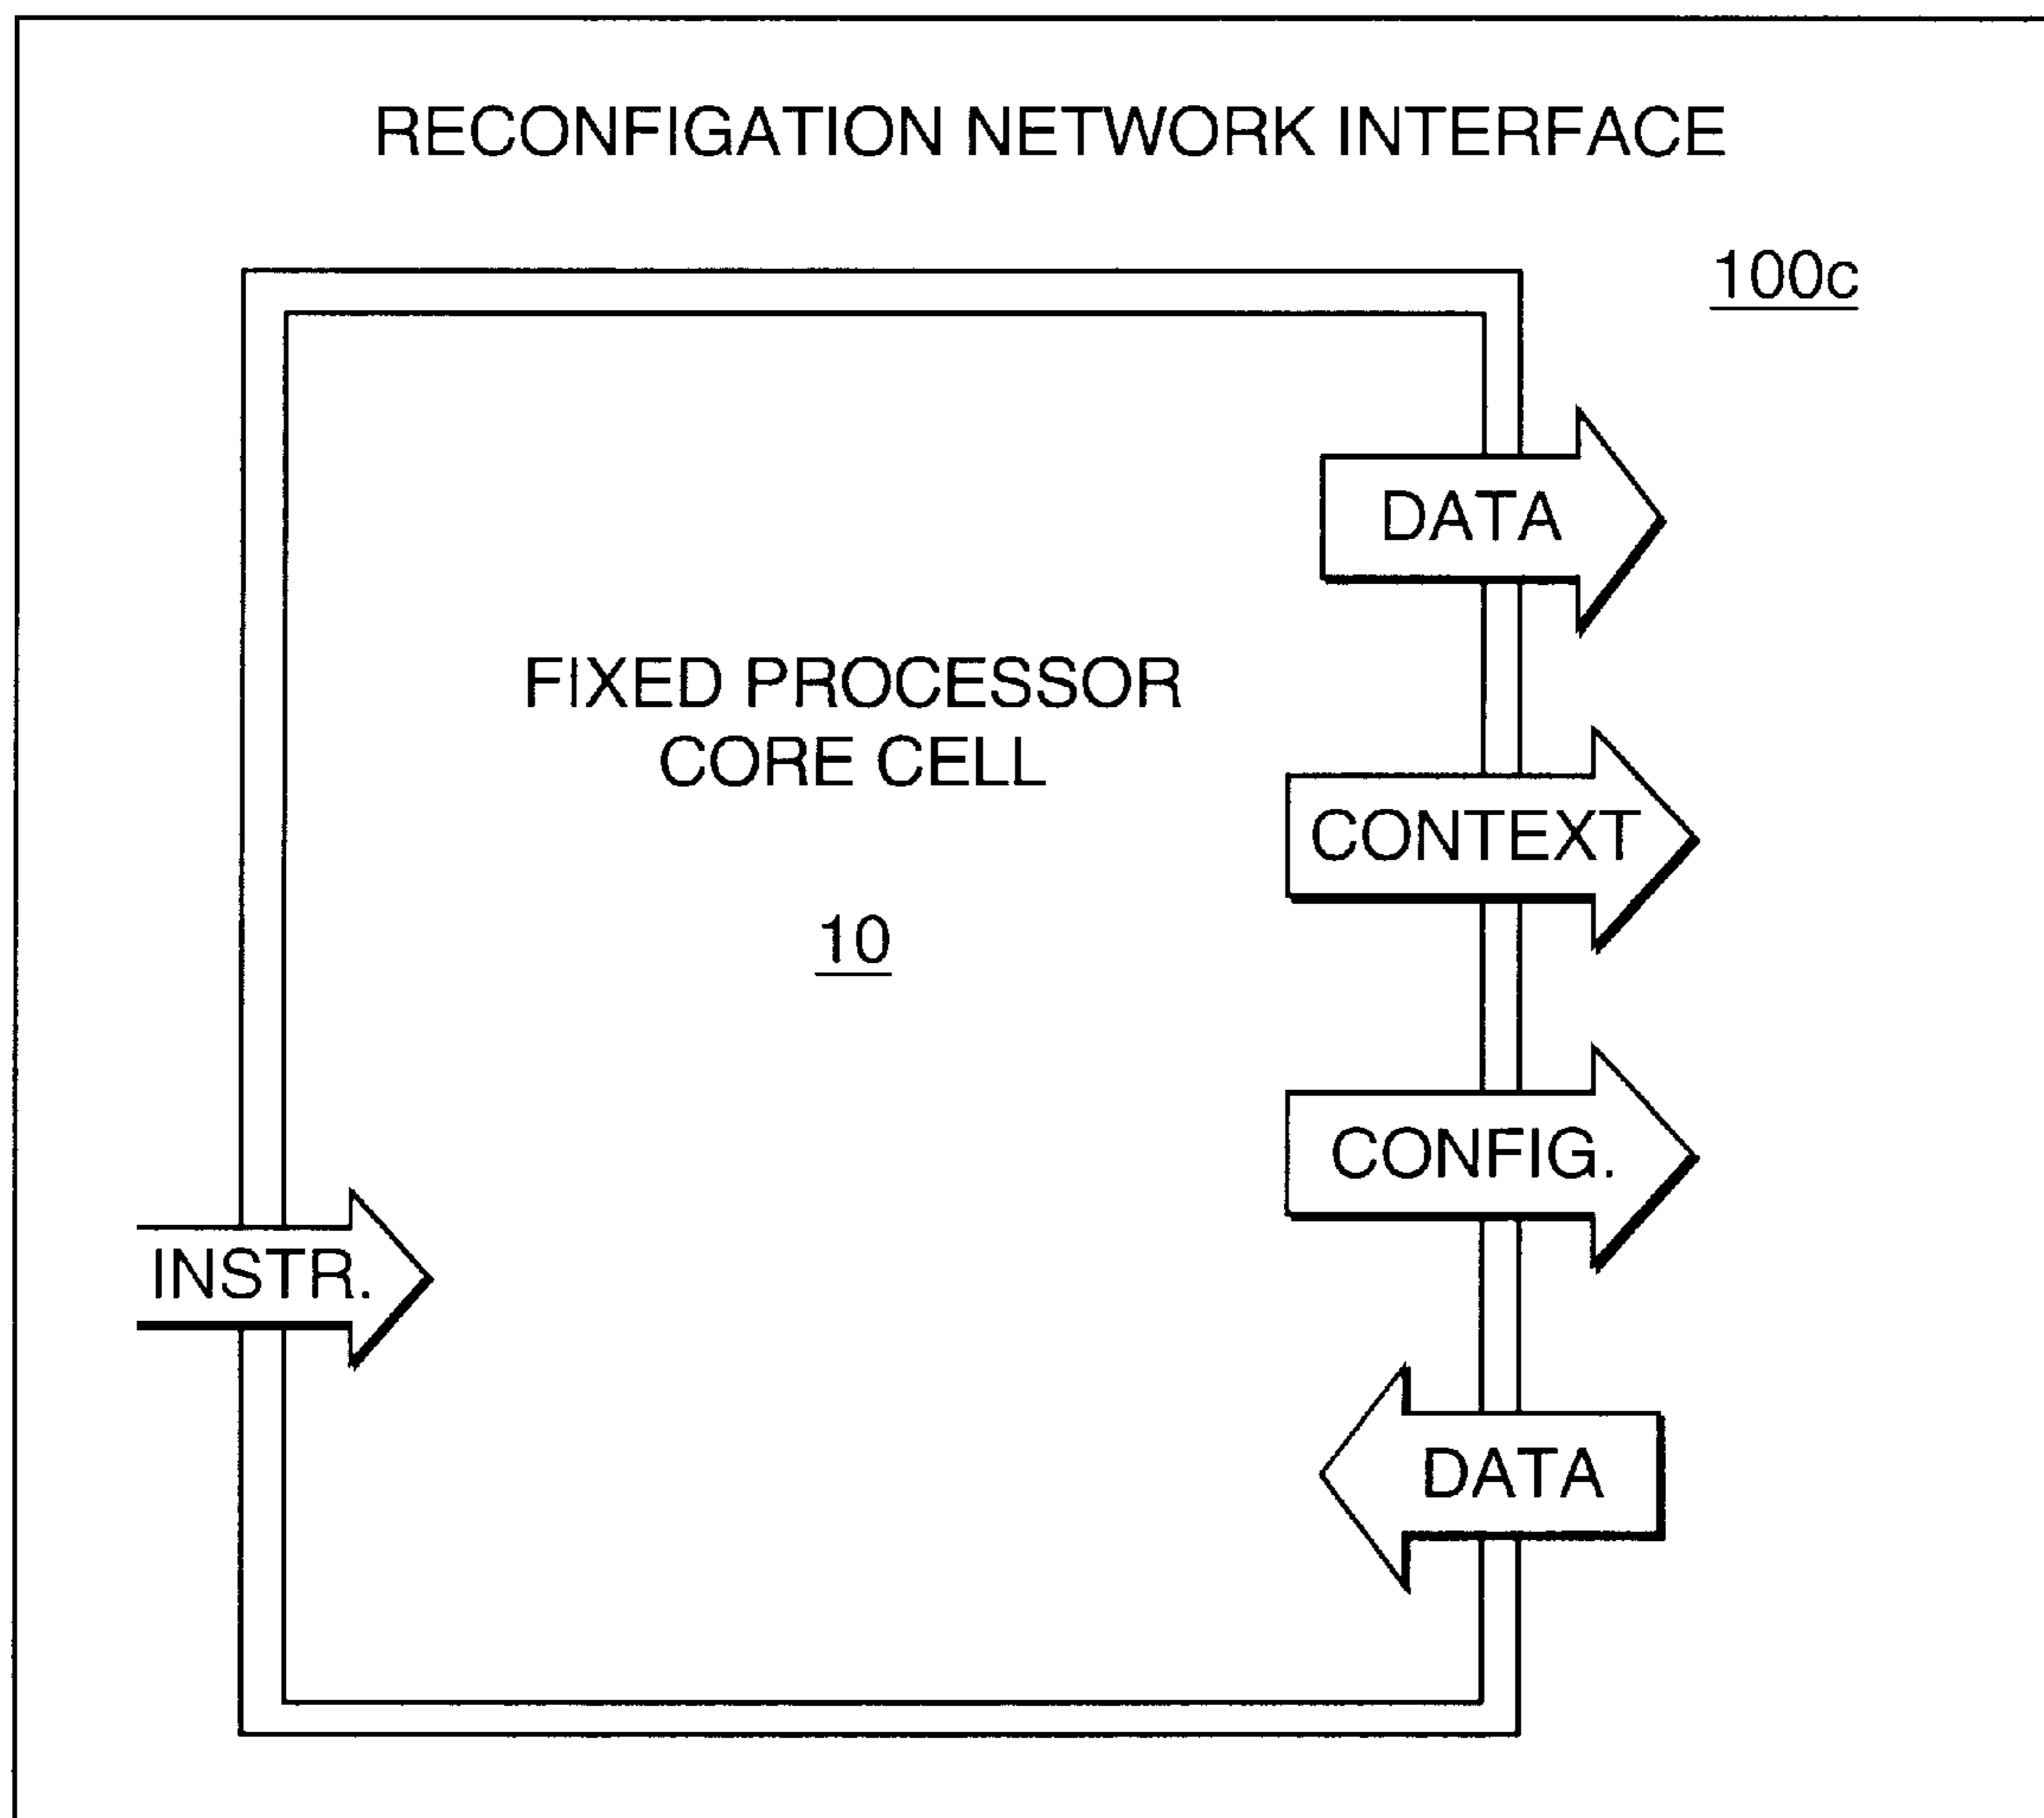 RECONFIGATION NETWORK INTERFACE
100c
DATA
FIXED PROCESSOR
CORE CELL
CONTEXT
10
CONFIG.
INSTR.
DATA